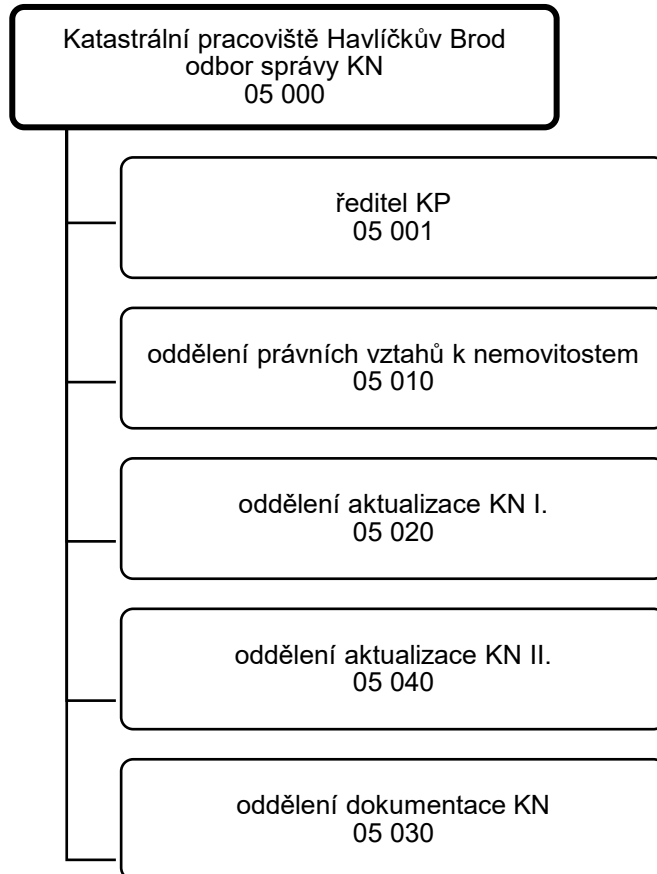 Katastrální pracoviště Havlíčkův Brod
odbor správy KN
05 000
ředitel KP
05 001
oddělení právních vztahů k nemovitostem
05 010
oddělení aktualizace KN I.
05 020
oddělení aktualizace KN II.
05 040
oddělení dokumentace KN
05 030